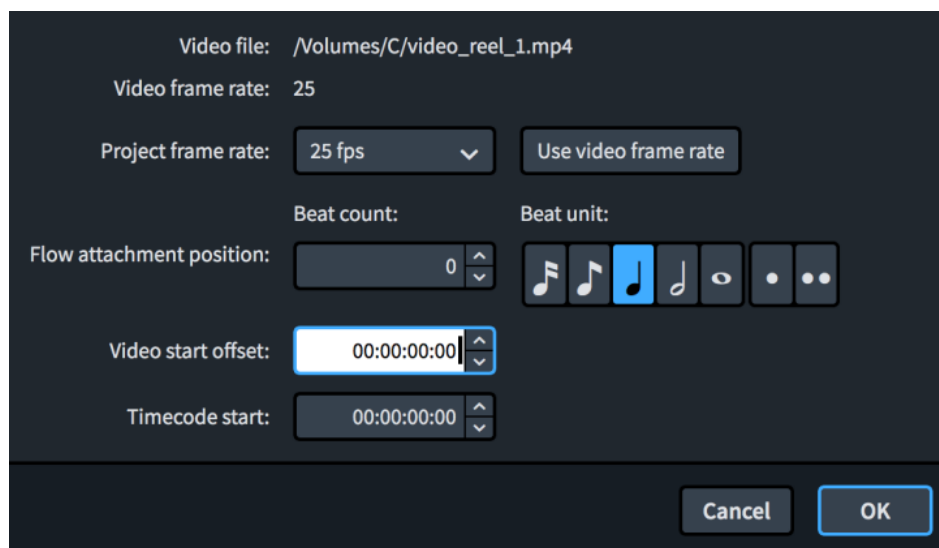 Video file: /Volumes/C/video_reel_1.mp4
Video frame rate: 25
Project frame rate: 25 fps Use video frame rate
Beat count: Beat unit:
Flow attachment position: 0
Video start offset: 00:00:00:00
Timecode start: 00:00:00:00
Cancel OK